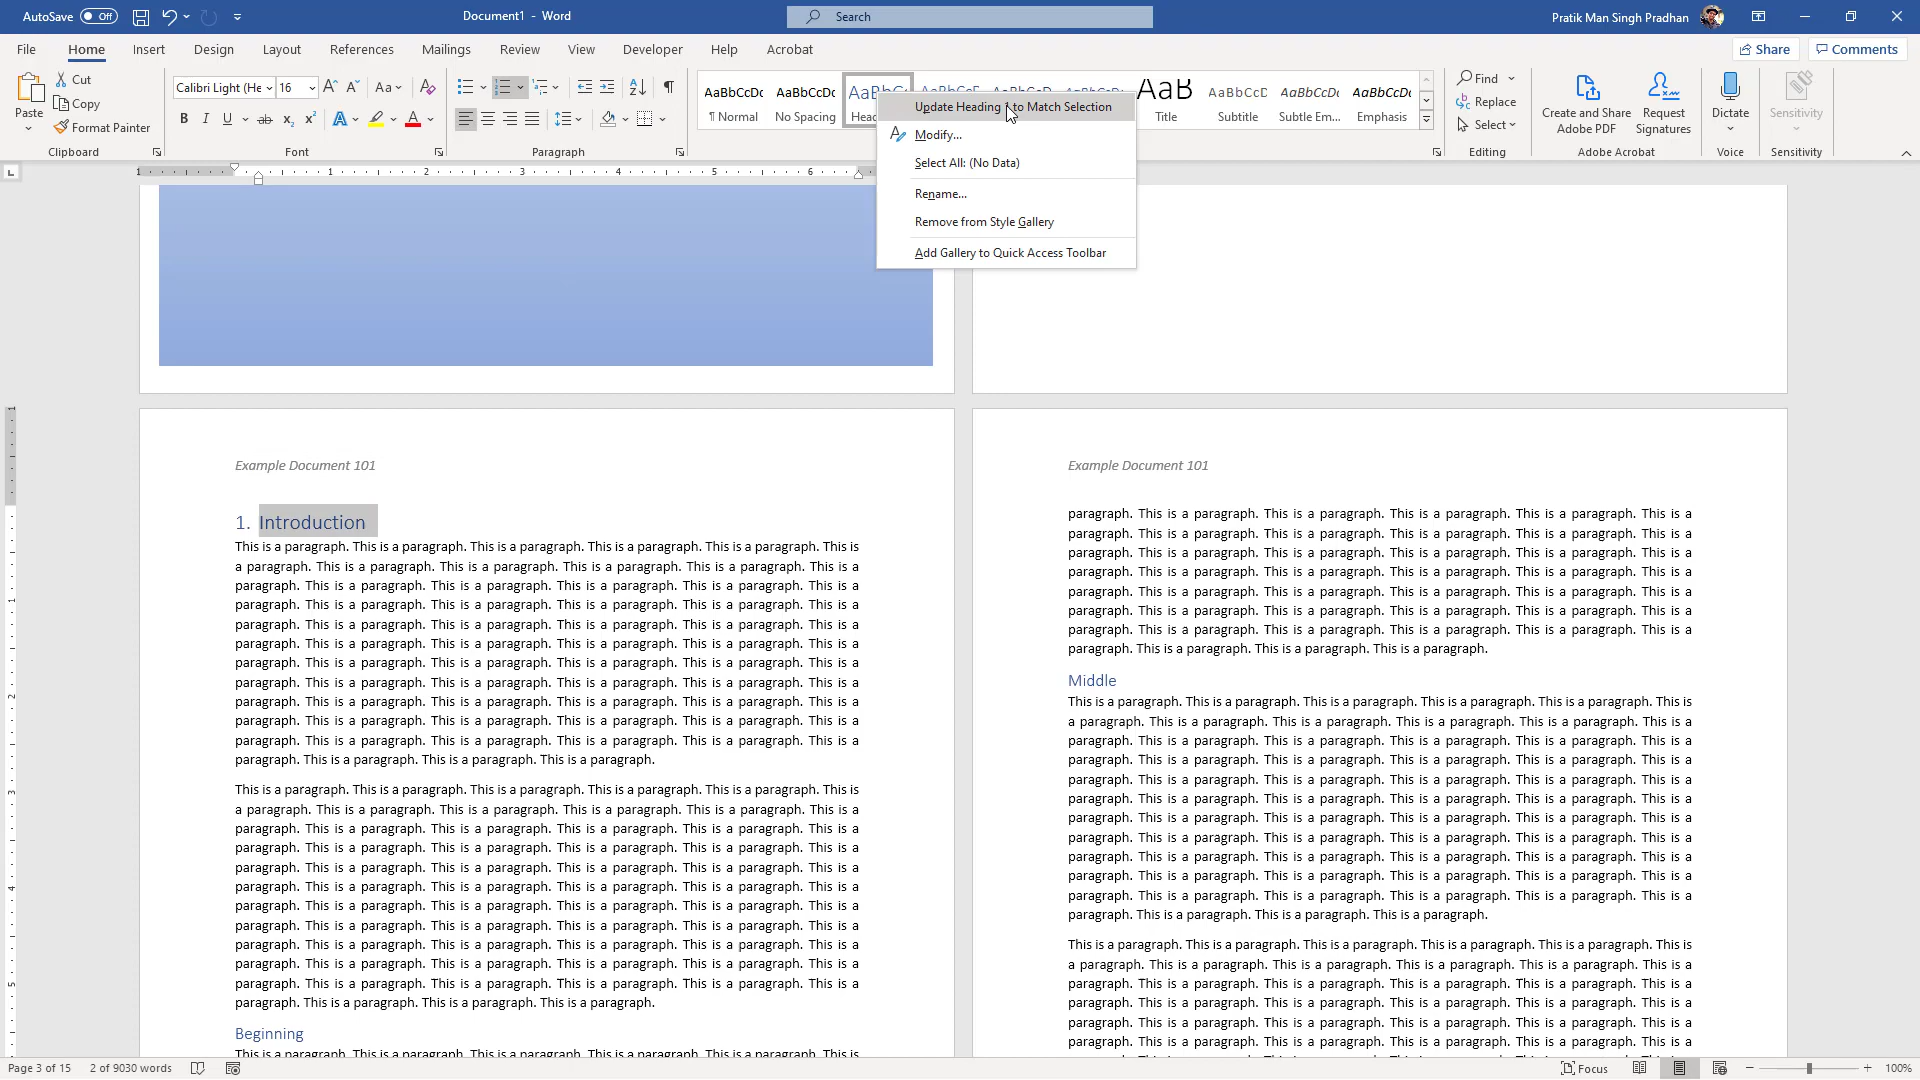 AutoSave Off
Document1 - Word
Search
Pratik Man Singh Pradhan
File Home Insert Design Layout References Mailings Review View Developer Help Acrobat
Share Comments
Paste
Cut
Copy
Format Painter
Clipboard
Calibri Light (He 16
Font
Paragraph
AaBbCcDc
¶ Normal
AaBbCcDc
No Spacing
AaBbC
Head
AaB
Title
AaBbCcD
Subtitle
AaBbCcDc
Subtle Em...
AaBbCcDc
Emphasis
Find
Replace
Select
Editing
Create and Share
Adobe PDF
Request
Signatures
Adobe Acrobat
Dictate
Voice
Sensitivity
Sensitivity
Update Heading 1 to Match Selection
Modify...
Select All: (No Data)
Rename...
Remove from Style Gallery
Add Gallery to Quick Access Toolbar
Example Document 101
1. Introduction
This is a paragraph. This is a paragraph. This is a paragraph. This is a paragraph. This is a paragraph. This is
a paragraph. This is a paragraph. This is a paragraph. This is a paragraph. This is a paragraph. This is a
paragraph. This is a paragraph. This is a paragraph. This is a paragraph. This is a paragraph. This is a
paragraph. This is a paragraph. This is a paragraph. This is a paragraph. This is a paragraph. This is a
paragraph. This is a paragraph. This is a paragraph. This is a paragraph. This is a paragraph. This is a
paragraph. This is a paragraph. This is a paragraph. This is a paragraph. This is a paragraph. This is a
paragraph. This is a paragraph. This is a paragraph. This is a paragraph. This is a paragraph. This is a
paragraph. This is a paragraph. This is a paragraph. This is a paragraph. This is a paragraph. This is a
paragraph. This is a paragraph. This is a paragraph. This is a paragraph. This is a paragraph. This is a
paragraph. This is a paragraph. This is a paragraph. This is a paragraph. This is a paragraph. This is a
paragraph. This is a paragraph. This is a paragraph. This is a paragraph. This is a paragraph. This is a
paragraph. This is a paragraph. This is a paragraph. This is a paragraph.
This is a paragraph. This is a paragraph. This is a paragraph. This is a paragraph. This is a paragraph. This is
a paragraph. This is a paragraph. This is a paragraph. This is a paragraph. This is a paragraph. This is a
paragraph. This is a paragraph. This is a paragraph. This is a paragraph. This is a paragraph. This is a
paragraph. This is a paragraph. This is a paragraph. This is a paragraph. This is a paragraph. This is a
paragraph. This is a paragraph. This is a paragraph. This is a paragraph. This is a paragraph. This is a
paragraph. This is a paragraph. This is a paragraph. This is a paragraph. This is a paragraph. This is a
paragraph. This is a paragraph. This is a paragraph. This is a paragraph. This is a paragraph. This is a
paragraph. This is a paragraph. This is a paragraph. This is a paragraph. This is a paragraph. This is a
paragraph. This is a paragraph. This is a paragraph. This is a paragraph. This is a paragraph. This is a
paragraph. This is a paragraph. This is a paragraph. This is a paragraph. This is a paragraph. This is a
paragraph. This is a paragraph. This is a paragraph. This is a paragraph. This is a paragraph. This is a
paragraph. This is a paragraph. This is a paragraph. This is a paragraph.
Beginning
This is a paragraph. This is a paragraph. This is a paragraph. This is a paragraph. This is a paragraph. This is
Example Document 101
paragraph. This is a paragraph. This is a paragraph. This is a paragraph. This is a paragraph. This is a
paragraph. This is a paragraph. This is a paragraph. This is a paragraph. This is a paragraph. This is a
paragraph. This is a paragraph. This is a paragraph. This is a paragraph. This is a paragraph. This is a
paragraph. This is a paragraph. This is a paragraph. This is a paragraph. This is a paragraph. This is a
paragraph. This is a paragraph. This is a paragraph. This is a paragraph. This is a paragraph. This is a
paragraph. This is a paragraph. This is a paragraph. This is a paragraph. This is a paragraph. This is a
paragraph. This is a paragraph. This is a paragraph. This is a paragraph. This is a paragraph. This is a
paragraph. This is a paragraph. This is a paragraph. This is a paragraph.
Middle
This is a paragraph. This is a paragraph. This is a paragraph. This is a paragraph. This is a paragraph. This is
a paragraph. This is a paragraph. This is a paragraph. This is a paragraph. This is a paragraph. This is a
paragraph. This is a paragraph. This is a paragraph. This is a paragraph. This is a paragraph. This is a
paragraph. This is a paragraph. This is a paragraph. This is a paragraph. This is a paragraph. This is a
paragraph. This is a paragraph. This is a paragraph. This is a paragraph. This is a paragraph. This is a
paragraph. This is a paragraph. This is a paragraph. This is a paragraph. This is a paragraph. This is a
paragraph. This is a paragraph. This is a paragraph. This is a paragraph. This is a paragraph. This is a
paragraph. This is a paragraph. This is a paragraph. This is a paragraph. This is a paragraph. This is a
paragraph. This is a paragraph. This is a paragraph. This is a paragraph. This is a paragraph. This is a
paragraph. This is a paragraph. This is a paragraph. This is a paragraph. This is a paragraph. This is a
paragraph. This is a paragraph. This is a paragraph. This is a paragraph. This is a paragraph. This is a
paragraph. This is a paragraph. This is a paragraph. This is a paragraph.
This is a paragraph. This is a paragraph. This is a paragraph. This is a paragraph. This is a paragraph. This is
a paragraph. This is a paragraph. This is a paragraph. This is a paragraph. This is a paragraph. This is a
paragraph. This is a paragraph. This is a paragraph. This is a paragraph. This is a paragraph. This is a
paragraph. This is a paragraph. This is a paragraph. This is a paragraph. This is a paragraph. This is a
paragraph. This is a paragraph. This is a paragraph. This is a paragraph. This is a paragraph. This is a
paragraph. This is a paragraph. This is a paragraph. This is a paragraph. This is a paragraph. This is a
Page 3 of 15 2 of 9030 words
Focus
100%